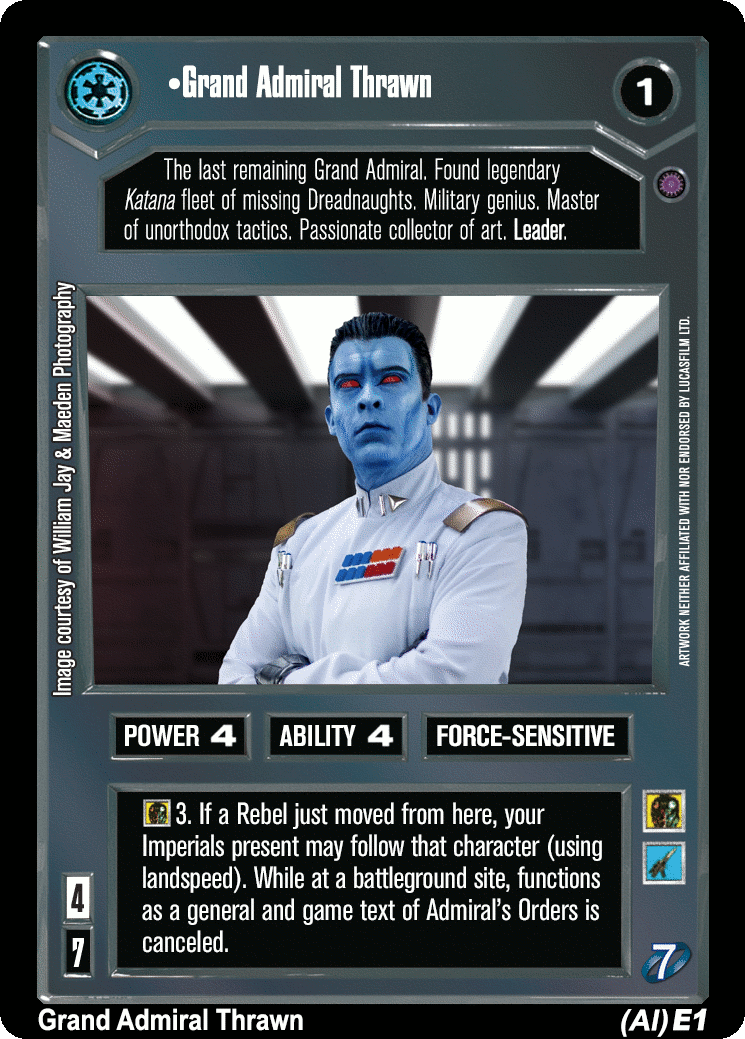 •Grand Admiral Thrawn
1
The last remaining Grand Admiral. Found legendary
Katana fleet of missing Dreadnaughts. Military genius. Master
of unorthodox tactics. Passionate collector of art. Leader.
Image courtesy of William Jay & Maeden Photography
ARTWORK NEITHER AFFILIATED WITH NOR ENDORSED BY LUCASFILM LTD.
POWER 4
ABILITY 4
FORCE-SENSITIVE
3. If a Rebel just moved from here, your
Imperials present may follow that character (using
landspeed). While at a battleground site, functions
as a general and game text of Admiral's Orders is
canceled.
4
7
7
Grand Admiral Thrawn
(AI) E1